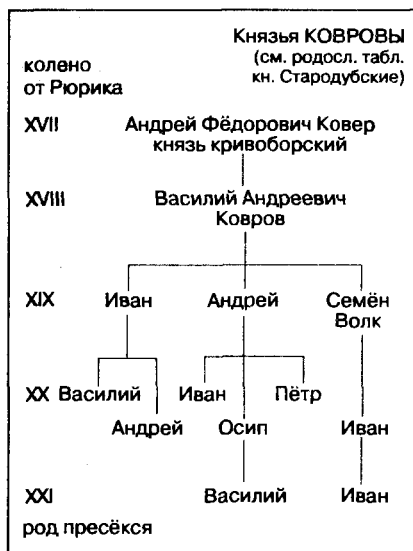 Князья КОВРОВЫ
(см. родосл. табл.
кн. Стародубские)
колено
от Рюрика
XVII Андрей Фёдорович Ковер
князь кривоборский
XVIII Василий Андреевич
Ковров
XIX Иван Андрей Семён
Волк
XX Василий Иван Пётр
Андрей Осип Иван
XXI Василий Иван
род пресёкся